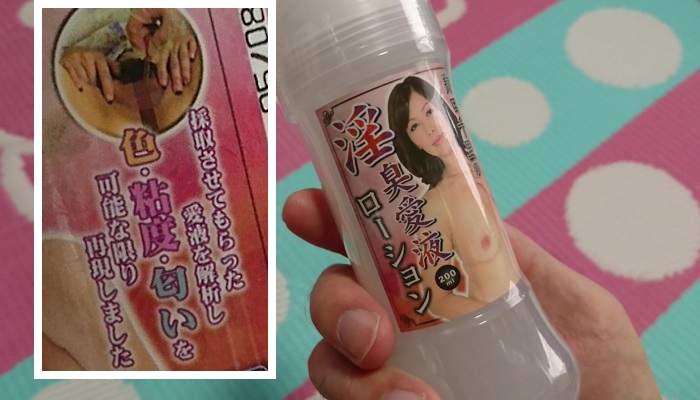 採取させてもらった
愛液を解析し
色・粘度・匂いを
可能な限り
再現しました
淫臭愛液
ローション
200
ml